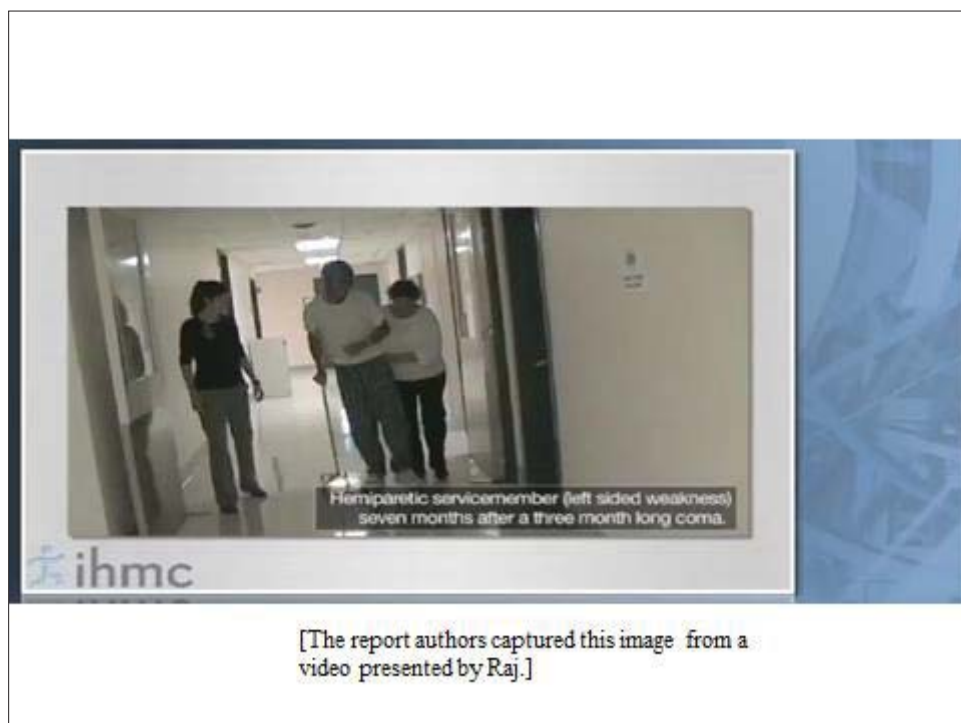 Hemiparetic servicemember (left sided weakness)
seven months after a three month long coma.
ihmc
[The report authors captured this image from a
video presented by Raj.]